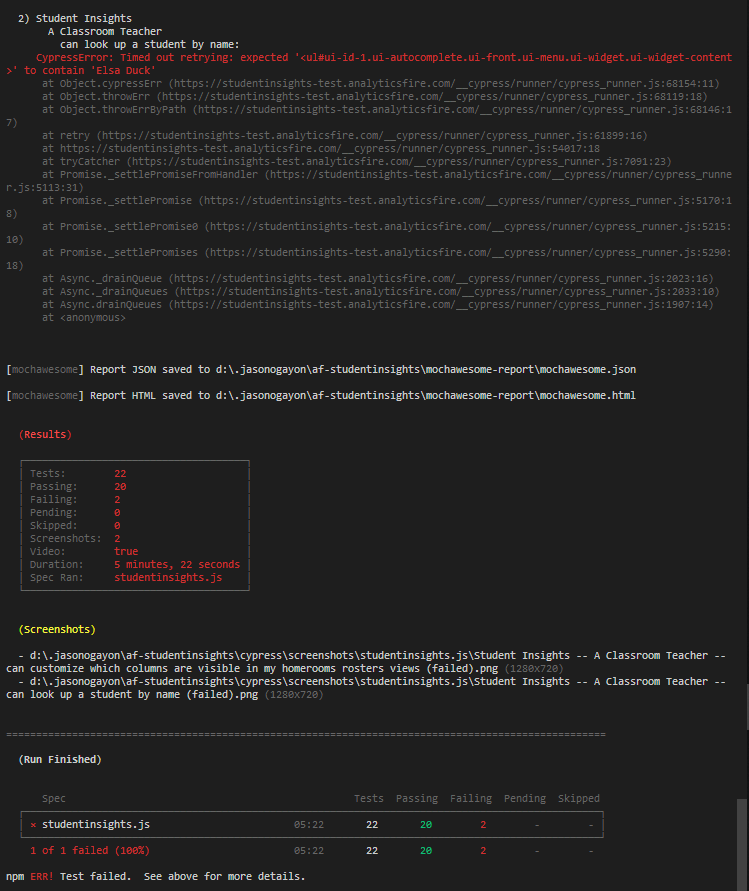 2) Student Insights
A Classroom Teacher
can look up a student by name:
CypressError: Timed out retrying: expected '<ul#ui-id-1.ui-autocomplete.ui-front.ui-menu.ui-widget.ui-widget-content
>' to contain 'Elsa Duck'
at Object.cypressErr (https://studentinsights-test.analyticsfire.com/__cypress/runner/cypress_runner.js:68154:11)
at Object.throwErr (https://studentinsights-test.analyticsfire.com/__cypress/runner/cypress_runner.js:68119:18)
at Object.throwErrByPath (https://studentinsights-test.analyticsfire.com/__cypress/runner/cypress_runner.js:68146:1
7)
at retry (https://studentinsights-test.analyticsfire.com/__cypress/runner/cypress_runner.js:61899:16)
at https://studentinsights-test.analyticsfire.com/__cypress/runner/cypress_runner.js:54017:18
at tryCatcher (https://studentinsights-test.analyticsfire.com/__cypress/runner/cypress_runner.js:7091:23)
at Promise._settlePromiseFromHandler (https://studentinsights-test.analyticsfire.com/__cypress/runner/cypress_runne
r.js:5113:31)
at Promise._settlePromise (https://studentinsights-test.analyticsfire.com/__cypress/runner/cypress_runner.js:5170:1
8)
at Promise._settlePromise0 (https://studentinsights-test.analyticsfire.com/__cypress/runner/cypress_runner.js:5215:
10)
at Promise._settlePromises (https://studentinsights-test.analyticsfire.com/__cypress/runner/cypress_runner.js:5290:
18)
at Async._drainQueue (https://studentinsights-test.analyticsfire.com/__cypress/runner/cypress_runner.js:2023:16)
at Async._drainQueues (https://studentinsights-test.analyticsfire.com/__cypress/runner/cypress_runner.js:2033:10)
at Async.drainQueues (https://studentinsights-test.analyticsfire.com/__cypress/runner/cypress_runner.js:1907:14)
at <anonymous>
[mochawesome] Report JSON saved to d:\.jasonogayon\af-studentinsights\mochawesome-report\mochawesome.json
[mochawesome] Report HTML saved to d:\.jasonogayon\af-studentinsights\mochawesome-report\mochawesome.html
(Results)
Tests: 22
Passing: 20
Failing: 2
Pending: 0
Skipped: 0
Screenshots: 2
Video: true
Duration: 5 minutes, 22 seconds
Spec Ran: studentinsights.js
(Screenshots)
- d:\.jasonogayon\af-studentinsights\cypress\screenshots\studentinsights.js\Student Insights -- A Classroom Teacher --
can customize which columns are visible in my homerooms rosters views (failed).png (1280x720)
- d:\.jasonogayon\af-studentinsights\cypress\screenshots\studentinsights.js\Student Insights -- A Classroom Teacher --
can look up a student by name (failed).png (1280x720)
====================================================================================================
(Run Finished)
Spec Tests Passing Failing Pending Skipped
× studentinsights.js 05:22 22 20 2 - -
1 of 1 failed (100%) 05:22 22 20 2 - -
npm ERR! Test failed.  See above for more details.